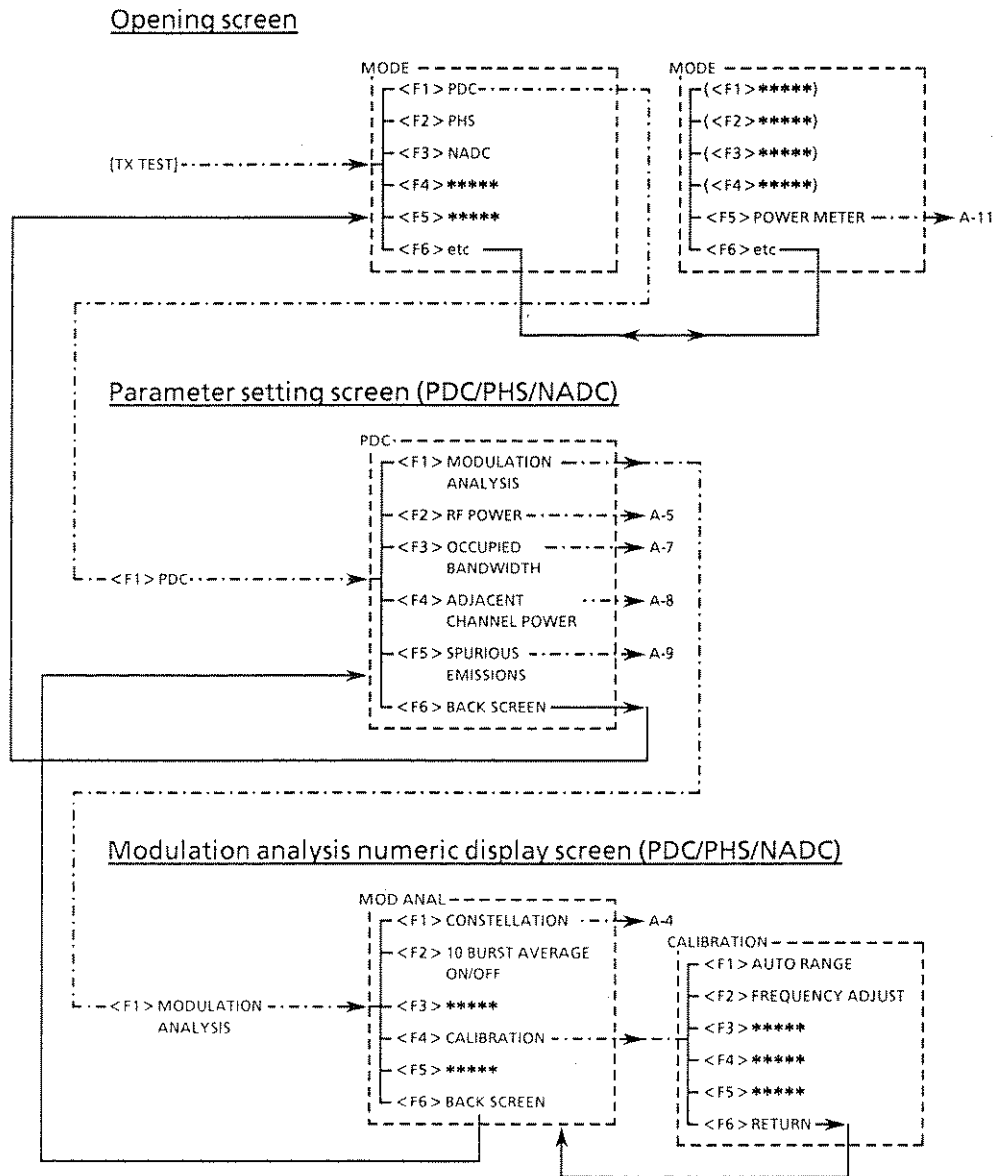 Opening screen
MODE
<F1> PDC
<F2> PHS
<F3> NADC
<F4> *****
<F5> *****
<F6> etc
[TX TEST]
MODE
(<F1> *****)
(<F2> *****)
(<F3> *****)
(<F4> *****)
<F5> POWER METER
A-11
<F6> etc
Parameter setting screen (PDC/PHS/NADC)
<F1> PDC
PDC
<F1> MODULATION
ANALYSIS
<F2> RF POWER
A-5
<F3> OCCUPIED
BANDWIDTH
A-7
<F4> ADJACENT
CHANNEL POWER
A-8
<F5> SPURIOUS
EMISSIONS
A-9
<F6> BACK SCREEN
Modulation analysis numeric display screen (PDC/PHS/NADC)
<F1> MODULATION
ANALYSIS
MOD ANAL
<F1> CONSTELLATION
A-4
<F2> 10 BURST AVERAGE
ON/OFF
<F3> *****
<F4> CALIBRATION
<F5> *****
<F6> BACK SCREEN
CALIBRATION
<F1> AUTO RANGE
<F2> FREQUENCY ADJUST
<F3> *****
<F4> *****
<F5> *****
<F6> RETURN